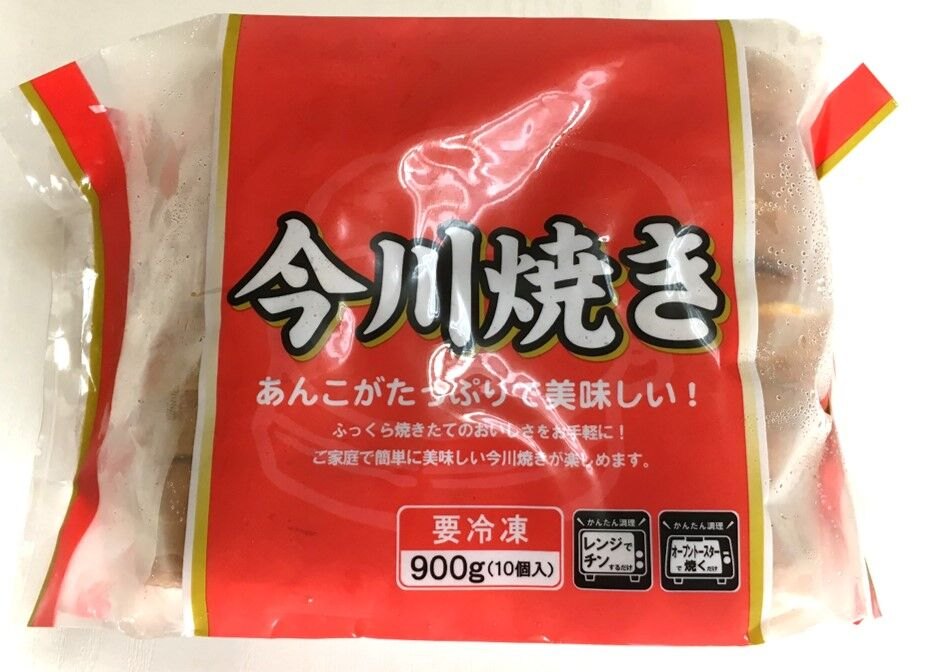 今川焼き
あんこがたっぷりで美味しい！
ふっくら焼きたてのおいしさをお手軽に！
ご家庭で簡単に美味しい今川焼きが楽しめます。
要冷凍
900g(10個入)
かんたん調理
レンジで
チンするだけ
かんたん調理
オーブントースター
で焼くだけ